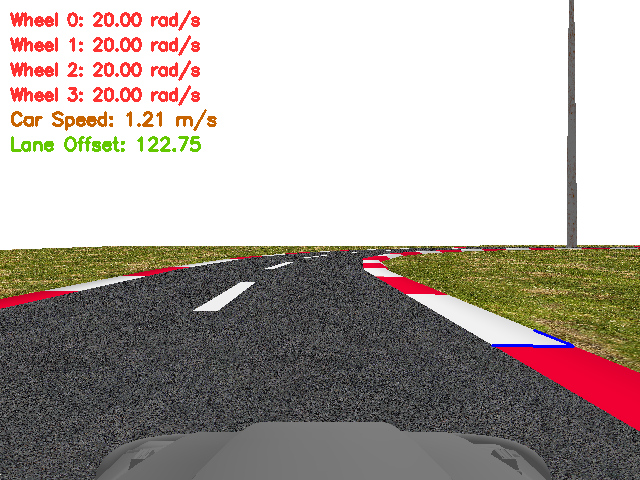 Wheel 0: 20.00 rad/s
Wheel 1: 20.00 rad/s
Wheel 2: 20.00 rad/s
Wheel 3: 20.00 rad/s
Car Speed: 1.21 m/s
Lane Offset: 122.75